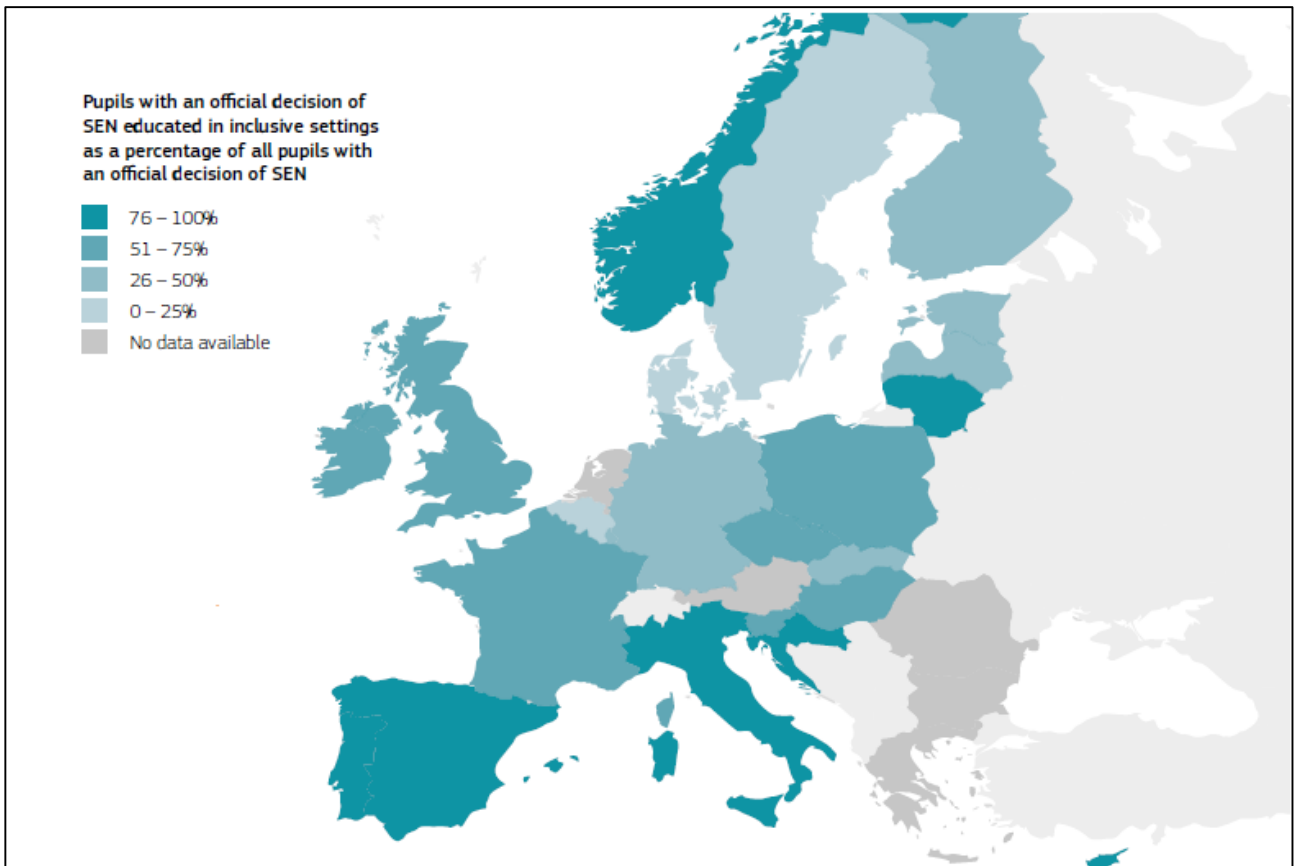 Pupils with an official decision of
SEN educated in inclusive settings
as a percentage of all pupils with
an official decision of SEN
76 – 100%
51 – 75%
26 – 50%
0 – 25%
No data available